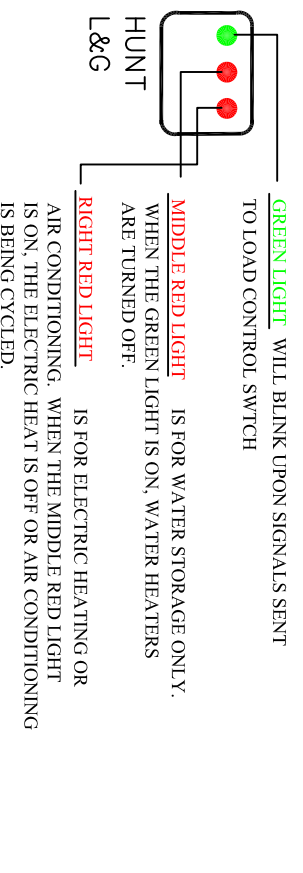 HUNT
L&G
GREEN LIGHT WILL BLINK UPON SIGNALS SENT
TO LOAD CONTROL SWTCH
MIDDLE RED LIGHT IS FOR WATER STORAGE ONLY.
WHEN THE GREEN LIGHT IS ON, WATER HEATERS
ARE TURNED OFF.
RIGHT RED LIGHT IS FOR ELECTRIC HEATING OR
AIR CONDITIONING. WHEN THE MIDDLE RED LIGHT
IS ON, THE ELECTRIC HEAT IS OFF OR AIR CONDITIONING
IS BEING CYCLED.